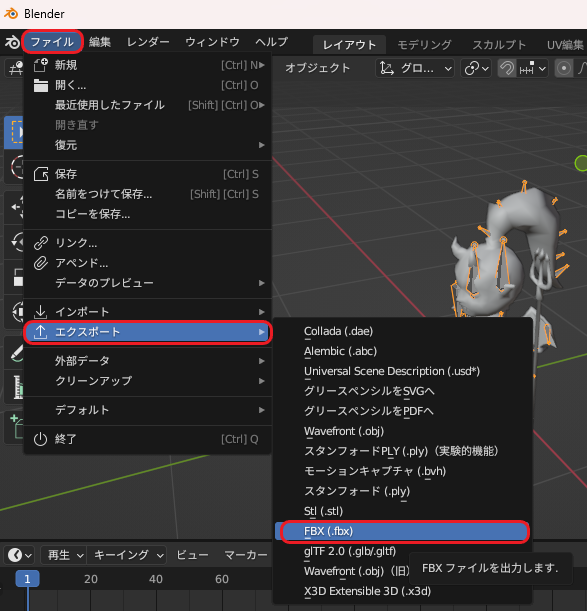 Blender
ファイル 編集 レンダー ウィンドウ ヘルプ レイアウト モデリング スカルプト UV編集
オブジェクト グロー...
新規 [Ctrl] N
開く... [Ctrl] O
最近使用したファイル [Shift] [Ctrl] O
開き直す
復元
保存 [Ctrl] S
名前をつけて保存... [Shift] [Ctrl] S
コピーを保存...
リンク...
アペンド...
データのプレビュー
インポート
エクスポート
外部データ
クリーンアップ
デフォルト
終了 [Ctrl] Q
Collada (.dae)
Alembic (.abc)
Universal Scene Description (.usd*)
グリースペンシルをSVGへ
グリースペンシルをPDFへ
Wavefront (.obj)
スタンフォードPLY (.ply)（実験的機能）
モーションキャプチャ (.bvh)
スタンフォード (.ply)
Stl (.stl)
FBX (.fbx)
glTF 2.0 (.glb/.gltf)
Wavefront (.obj)（旧）
X3D Extensible 3D (.x3d)
FBX ファイルを出力します.
再生 キーイング ビュー マーカー
1 20 40 60